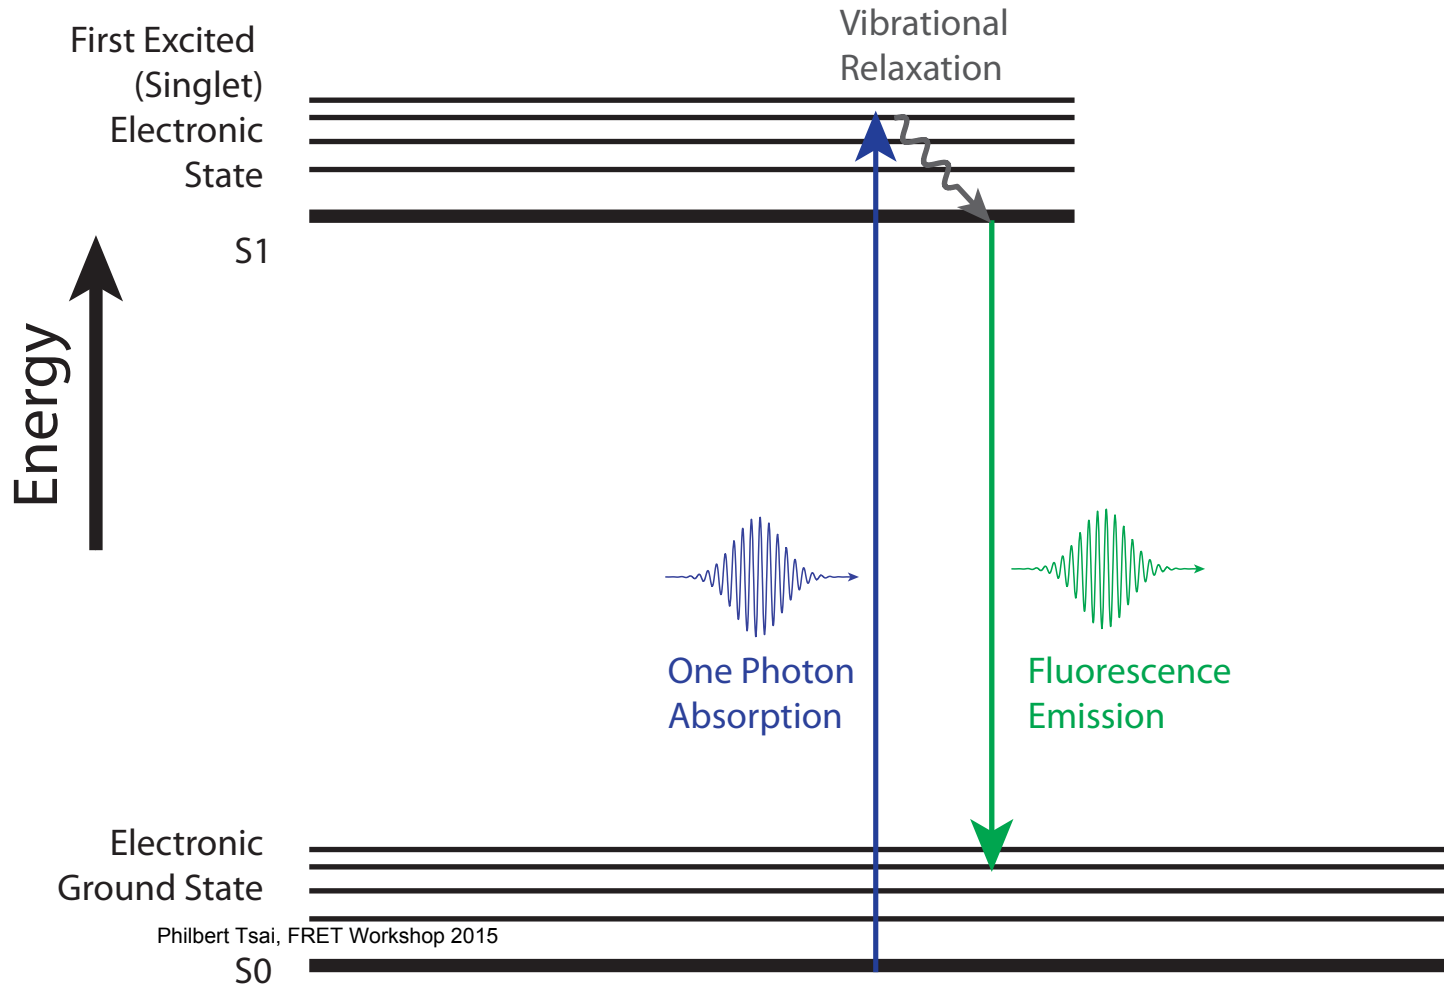 First Excited
(Singlet)
Electronic
State
S1
Vibrational
Relaxation
Energy
One Photon
Absorption
Fluorescence
Emission
Electronic
Ground State
Philbert Tsai, FRET Workshop 2015
S0